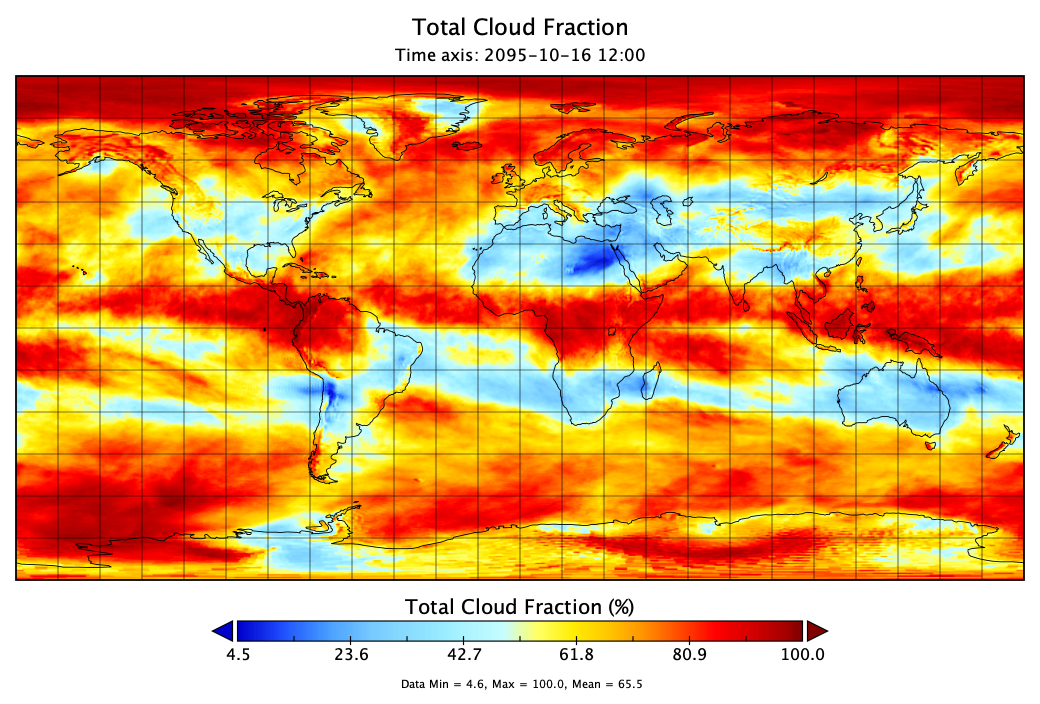 Total Cloud Fraction
Time axis: 2095-10-16 12:00
Total Cloud Fraction (%)
4.5 23.6 42.7 61.8 80.9 100.0
Data Min = 4.6, Max = 100.0, Mean = 65.5